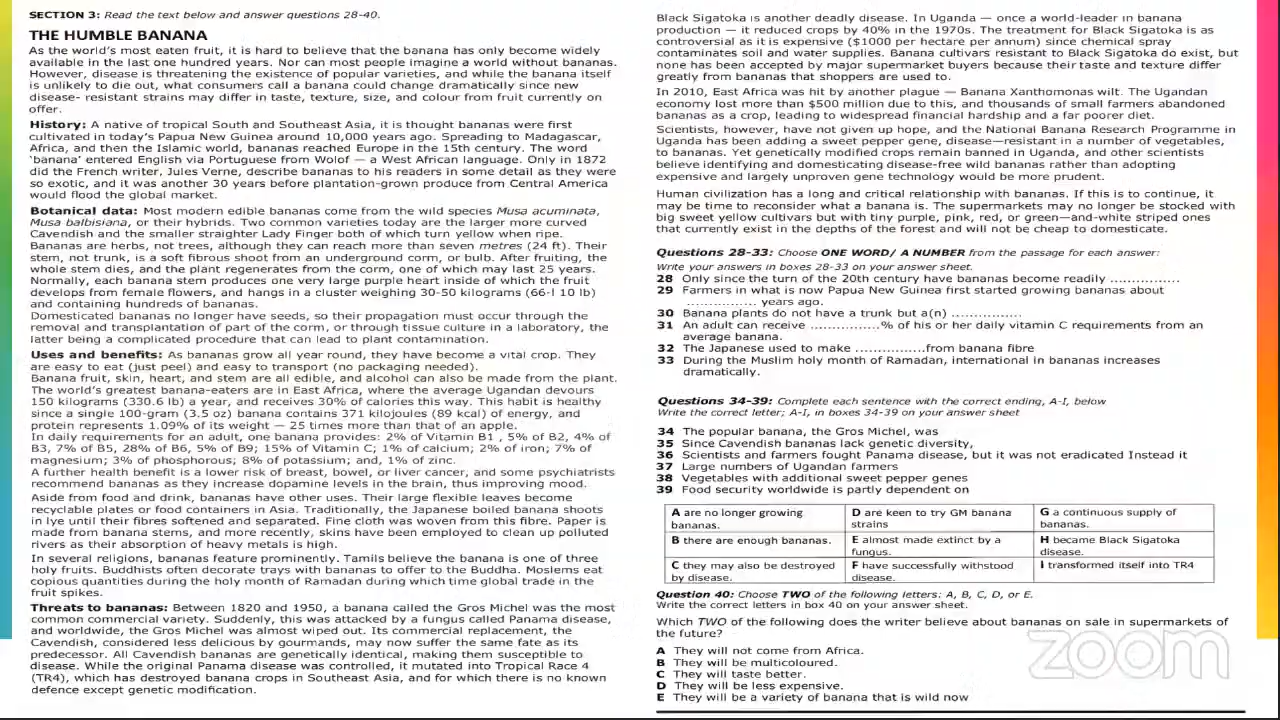 SECTION 3: Read the text below and answer questions 28-40.
THE HUMBLE BANANA
As the world's most eaten fruit, it is hard to believe that the banana has only become widely
available in the last one hundred years. Nor can most people imagine a world without bananas.
However, disease is threatening the existence of popular varieties, and while the banana itself
is unlikely to die out, what consumers call a banana could change dramatically since new
disease- resistant strains may differ in taste, texture, size, and colour from fruit currently on
offer.
History: A native of tropical South and Southeast Asia, it is thought bananas were first
cultivated in today's Papua New Guinea around 10,000 years ago. Spreading to Madagascar,
Africa, and then the Islamic world, bananas reached Europe in the 15th century. The word
'banana' entered English via Portuguese from Wolof — a West African language. Only in 1872
did the French writer, Jules Verne, describe bananas to his readers in some detail as they were
so exotic, and it was another 30 years before plantation-grown produce from Central America
would flood the global market.
Botanical data: Most modern edible bananas come from the wild species Musa acuminata,
Musa balbisiana, or their hybrids. Two common varieties today are the larger more curved
Cavendish and the smaller straighter Lady Finger both of which turn yellow when ripe.
Bananas are herbs, not trees, although they can reach more than seven metres (24 ft). Their
stem, not trunk, is a soft fibrous shoot from an underground corm, or bulb. After fruiting, the
whole stem dies, and the plant regenerates from the corm, one of which may last 25 years.
Normally, each banana stem produces one very large purple heart inside of which the fruit
develops from female flowers, and hangs in a cluster weighing 30-50 kilograms (66-l 10 lb)
and containing hundreds of bananas.
Domesticated bananas no longer have seeds, so their propagation must occur through the
removal and transplantation of part of the corm, or through tissue culture in a laboratory, the
latter being a complicated procedure that can lead to plant contamination.
Uses and benefits: As bananas grow all year round, they have become a vital crop. They
are easy to eat (just peel) and easy to transport (no packaging needed).
Banana fruit, skin, heart, and stem are all edible, and alcohol can also be made from the plant.
The world's greatest banana-eaters are in East Africa, where the average Ugandan devours
150 kilograms (330.6 lb) a year, and receives 30% of calories this way. This habit is healthy
since a single 100-gram (3.5 oz) banana contains 371 kilojoules (89 kcal) of energy, and
protein represents 1.09% of its weight — 25 times more than that of an apple.
In daily requirements for an adult, one banana provides: 2% of Vitamin B1 , 5% of B2, 4% of
B3, 7% of B5, 28% of B6, 5% of B9; 15% of Vitamin C; 1% of calcium; 2% of iron; 7% of
magnesium; 3% of phosphorous; 8% of potassium; and, 1% of zinc.
A further health benefit is a lower risk of breast, bowel, or liver cancer, and some psychiatrists
recommend bananas as they increase dopamine levels in the brain, thus improving mood.
Aside from food and drink, bananas have other uses. Their large flexible leaves become
recyclable plates or food containers in Asia. Traditionally, the Japanese boiled banana shoots
in lye until their fibres softened and separated. Fine cloth was woven from this fibre. Paper is
made from banana stems, and more recently, skins have been employed to clean up polluted
rivers as their absorption of heavy metals is high.
In several religions, bananas feature prominently. Tamils believe the banana is one of three
holy fruits. Buddhists often decorate trays with bananas to offer to the Buddha. Moslems eat
copious quantities during the holy month of Ramadan during which time global trade in the
fruit spikes.
Threats to bananas: Between 1820 and 1950, a banana called the Gros Michel was the most
common commercial variety. Suddenly, this was attacked by a fungus called Panama disease,
and worldwide, the Gros Michel was almost wiped out. Its commercial replacement, the
Cavendish, considered less delicious by gourmands, may now suffer the same fate as its
predecessor. All Cavendish bananas are genetically identical, making them susceptible to
disease. While the original Panama disease was controlled, it mutated into Tropical Race 4
(TR4), which has destroyed banana crops in Southeast Asia, and for which there is no known
defence except genetic modification.
Black Sigatoka is another deadly disease. In Uganda — once a world-leader in banana
production — it reduced crops by 40% in the 1970s. The treatment for Black Sigatoka is as
controversial as it is expensive ($1000 per hectare per annum) since chemical spray
contaminates soil and water supplies. Banana cultivars resistant to Black Sigatoka do exist, but
none has been accepted by major supermarket buyers because their taste and texture differ
greatly from bananas that shoppers are used to.
In 2010, East Africa was hit by another plague — Banana Xanthomonas wilt. The Ugandan
economy lost more than $500 million due to this, and thousands of small farmers abandoned
bananas as a crop, leading to widespread financial hardship and a far poorer diet.
Scientists, however, have not given up hope, and the National Banana Research Programme in
Uganda has been adding a sweet pepper gene, disease—resistant in a number of vegetables,
to bananas. Yet genetically modified crops remain banned in Uganda, and other scientists
believe identifying and domesticating disease-free wild bananas rather than adopting
expensive and largely unproven gene technology would be more prudent.
Human civilization has a long and critical relationship with bananas. If this is to continue, it
may be time to reconsider what a banana is. The supermarkets may no longer be stocked with
big sweet yellow cultivars but with tiny purple, pink, red, or green—and-white striped ones
that currently exist in the depths of the forest and will not be cheap to domesticate.
Questions 28-33: Choose ONE WORD/ A NUMBER from the passage for each answer:
Write your answers in boxes 28-33 on your answer sheet.
28 Only since the turn of the 20th century have bananas become readily ...............
29 Farmers in what is now Papua New Guinea first started growing bananas about
............... years ago.
30 Banana plants do not have a trunk but a(n) ...............
31 An adult can receive ...............% of his or her daily vitamin C requirements from an
average banana.
32 The Japanese used to make ...............from banana fibre
33 During the Muslim holy month of Ramadan, international in bananas increases
dramatically.
Questions 34-39: Complete each sentence with the correct ending, A-I, below
Write the correct letter; A-I, in boxes 34-39 on your answer sheet
34 The popular banana, the Gros Michel, was
35 Since Cavendish bananas lack genetic diversity,
36 Scientists and farmers fought Panama disease, but it was not eradicated Instead it
37 Large numbers of Ugandan farmers
38 Vegetables with additional sweet pepper genes
39 Food security worldwide is partly dependent on
A are no longer growing bananas.
D are keen to try GM banana strains
G a continuous supply of bananas.
B there are enough bananas.
E almost made extinct by a fungus.
H became Black Sigatoka disease.
C they may also be destroyed by disease.
F have successfully withstood disease.
I transformed itself into TR4
Question 40: Choose TWO of the following letters: A, B, C, D, or E.
Write the correct letters in box 40 on your answer sheet.
Which TWO of the following does the writer believe about bananas on sale in supermarkets of
the future?
A They will not come from Africa.
B They will be multicoloured.
C They will taste better.
D They will be less expensive.
E They will be a variety of banana that is wild now
zoom